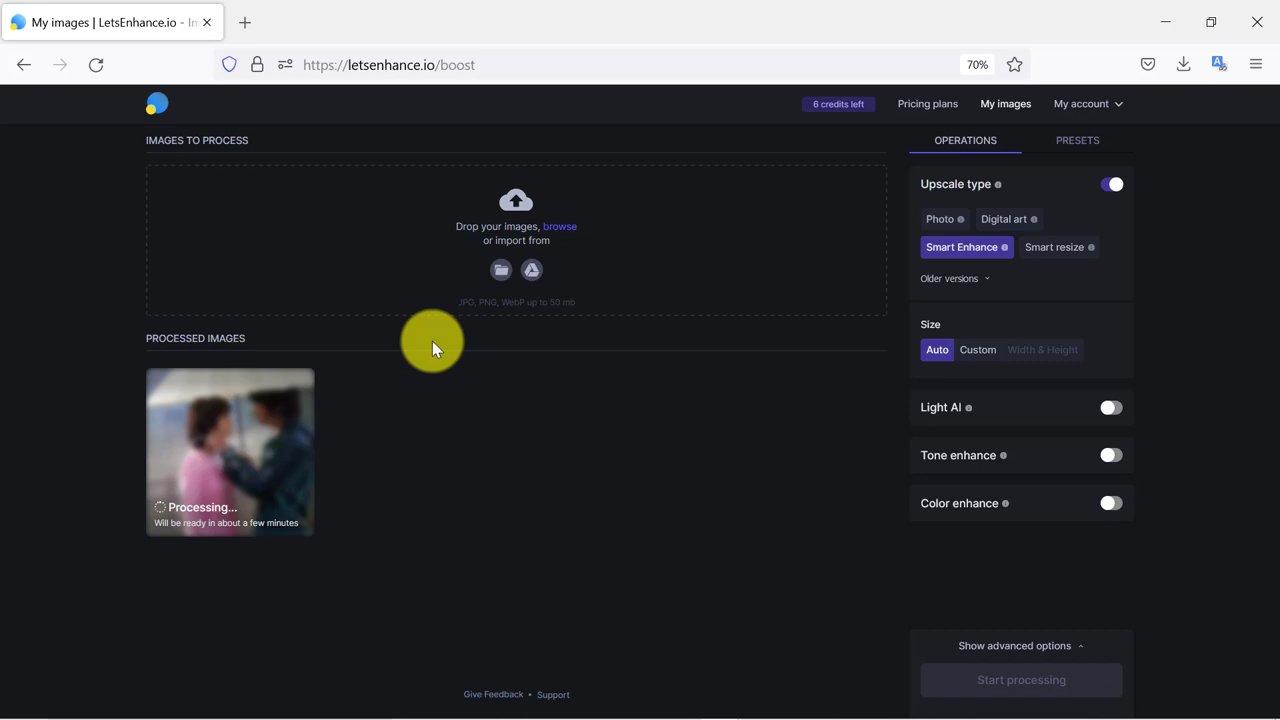 My images | LetsEnhance.io - Im
https://letsenhance.io/boost
70%
6 credits left
Pricing plans
My images
My account
IMAGES TO PROCESS
Drop your images, browse
or import from
JPG, PNG, WebP up to 50 mb
PROCESSED IMAGES
Processing...
Will be ready in about a few minutes
OPERATIONS
PRESETS
Upscale type
Photo
Digital art
Smart Enhance
Smart resize
Older versions
Size
Auto
Custom
Width & Height
Light AI
Tone enhance
Color enhance
Show advanced options
Start processing
Give Feedback • Support